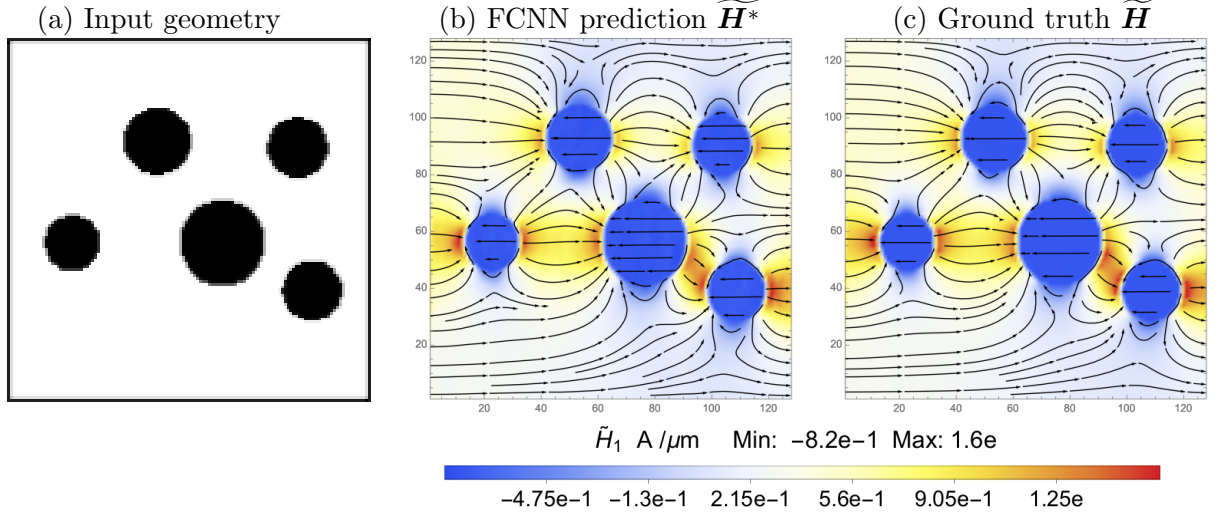 (a) Input geometry
(b) FCNN prediction H̃*
(c) Ground truth H̃
120
100
80
60
40
20
20 40 60 80 100 120
120
100
80
60
40
20
20 40 60 80 100 120
H̃₁ A /μm Min: −8.2e−1 Max: 1.6e
−4.75e−1 −1.3e−1 2.15e−1 5.6e−1 9.05e−1 1.25e